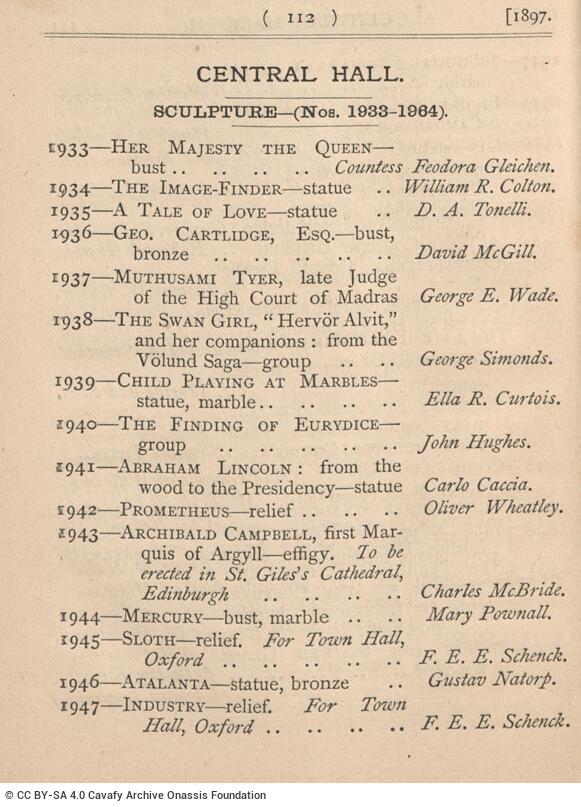 ( 112 ) [1897.
CENTRAL HALL.
SCULPTURE—(Nos. 1933–1964).
1933—HER MAJESTY THE QUEEN—
bust .. .. .. .. Countess Feodora Gleichen.
1934—THE IMAGE-FINDER—statue .. William R. Colton.
1935—A TALE OF LOVE—statue .. D. A. Tonelli.
1936—GEO. CARTLIDGE, ESQ.—bust,
bronze .. .. .. .. .. David McGill.
1937—MUTHUSAMI TYER, late Judge
of the High Court of Madras George E. Wade.
1938—THE SWAN GIRL, “Hervör Alvit,”
and her companions : from the
Völund Saga—group .. .. George Simonds.
1939—CHILD PLAYING AT MARBLES—
statue, marble .. .. .. .. Ella R. Curtois.
1940—THE FINDING OF EURYDICE—
group .. .. .. .. .. John Hughes.
1941—ABRAHAM LINCOLN : from the
wood to the Presidency—statue Carlo Caccia.
1942—PROMETHEUS—relief .. .. .. Oliver Wheatley.
1943—ARCHIBALD CAMPBELL, first Mar-
quis of Argyll—effigy. To be
erected in St. Giles's Cathedral,
Edinburgh .. .. .. .. Charles McBride.
1944—MERCURY—bust, marble .. .. Mary Pownall.
1945—SLOTH—relief. For Town Hall,
Oxford .. .. .. .. .. F. E. E. Schenck.
1946—ATALANTA—statue, bronze .. Gustav Natorp.
1947—INDUSTRY—relief. For Town
Hall, Oxford .. .. .. .. F. E. E. Schenck.
© CC BY-SA 4.0 Cavafy Archive Onassis Foundation